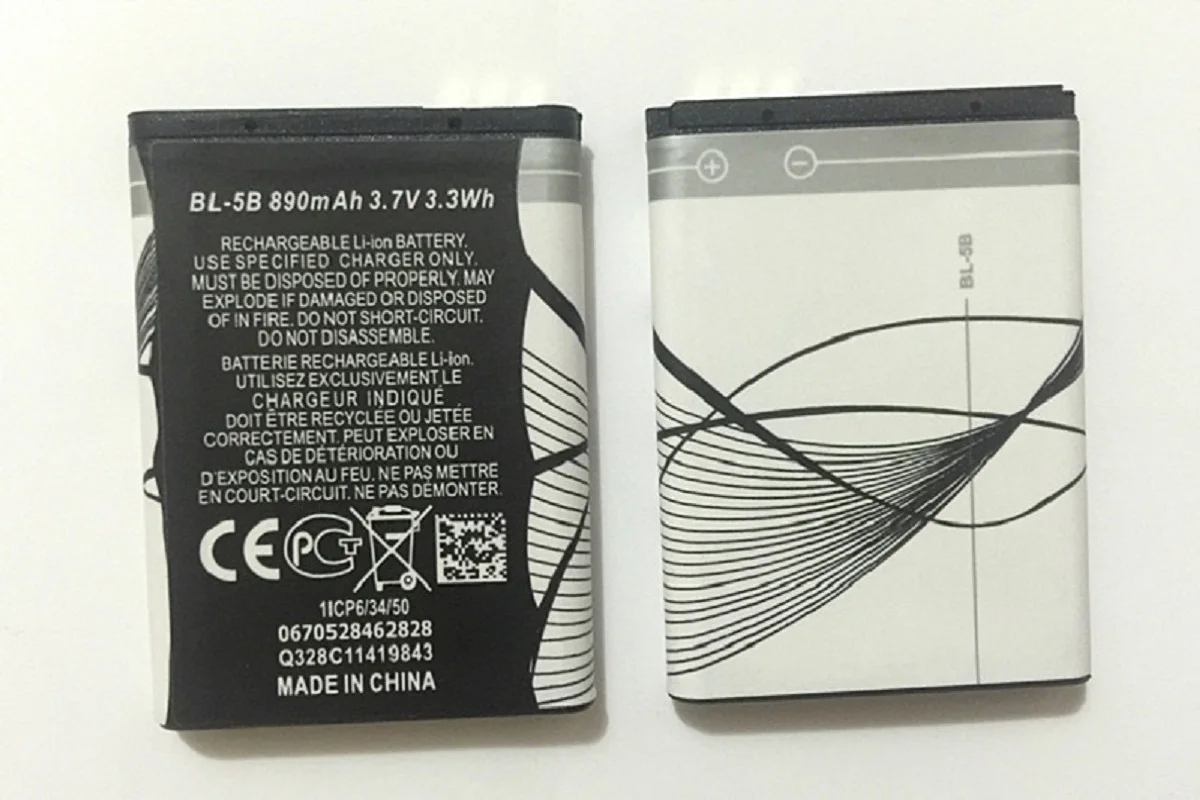 BL-5B 890mAh 3.7V 3.3Wh
RECHARGEABLE Li-ion BATTERY.
USE SPECIFIED CHARGER ONLY.
MUST BE DISPOSED OF PROPERLY. MAY
EXPLODE IF DAMAGED OR DISPOSED
OF IN FIRE. DO NOT SHORT-CIRCUIT.
DO NOT DISASSEMBLE.
BATTERIE RECHARGEABLE Li-ion.
UTILISEZ EXCLUSIVEMENT LE
CHARGEUR INDIQUÉ
DOIT ÊTRE RECYCLÉE OU JETÉE
CORRECTEMENT. PEUT EXPLOSER EN
CAS DE DÉTÉRIORATION OU
D'EXPOSITION AU FEU. NE PAS METTRE
EN COURT-CIRCUIT. NE PAS DÉMONTER.
CE PCT
1ICP6/34/50
0670528462828
Q328C11419843
MADE IN CHINA
+ −
BL-5B